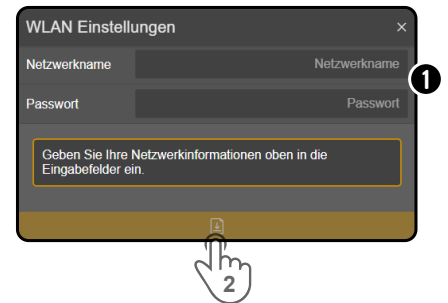 WLAN Einstellungen ×
Netzwerkname Netzwerkname
1
Passwort Passwort
Geben Sie Ihre Netzwerkinformationen oben in die
Eingabefelder ein.
2